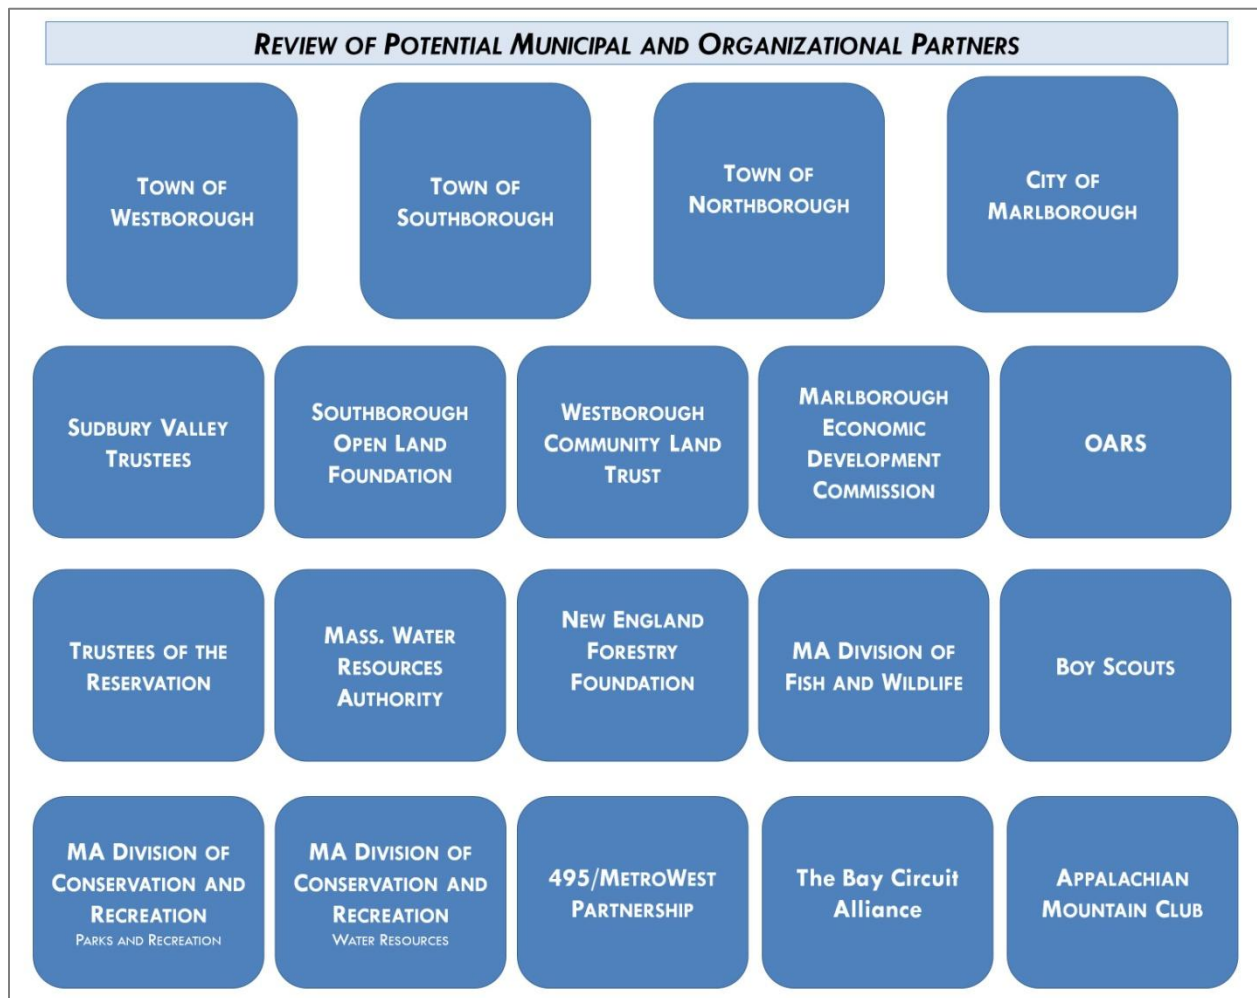 REVIEW OF POTENTIAL MUNICIPAL AND ORGANIZATIONAL PARTNERS
TOWN OF
WESTBOROUGH
TOWN OF
SOUTHBOROUGH
TOWN OF
NORTHBOROUGH
CITY OF
MARLBOROUGH
SUDBURY VALLEY
TRUSTEES
SOUTHBOROUGH
OPEN LAND
FOUNDATION
WESTBOROUGH
COMMUNITY LAND
TRUST
MARLBOROUGH
ECONOMIC
DEVELOPMENT
COMMISSION
OARS
TRUSTEES OF THE
RESERVATION
MASS. WATER
RESOURCES
AUTHORITY
NEW ENGLAND
FORESTRY
FOUNDATION
MA DIVISION OF
FISH AND WILDLIFE
BOY SCOUTS
MA DIVISION OF
CONSERVATION AND
RECREATION
PARKS AND RECREATION
MA DIVISION OF
CONSERVATION AND
RECREATION
WATER RESOURCES
495/METROWEST
PARTNERSHIP
The Bay Circuit
Alliance
APPALACHIAN
MOUNTAIN CLUB